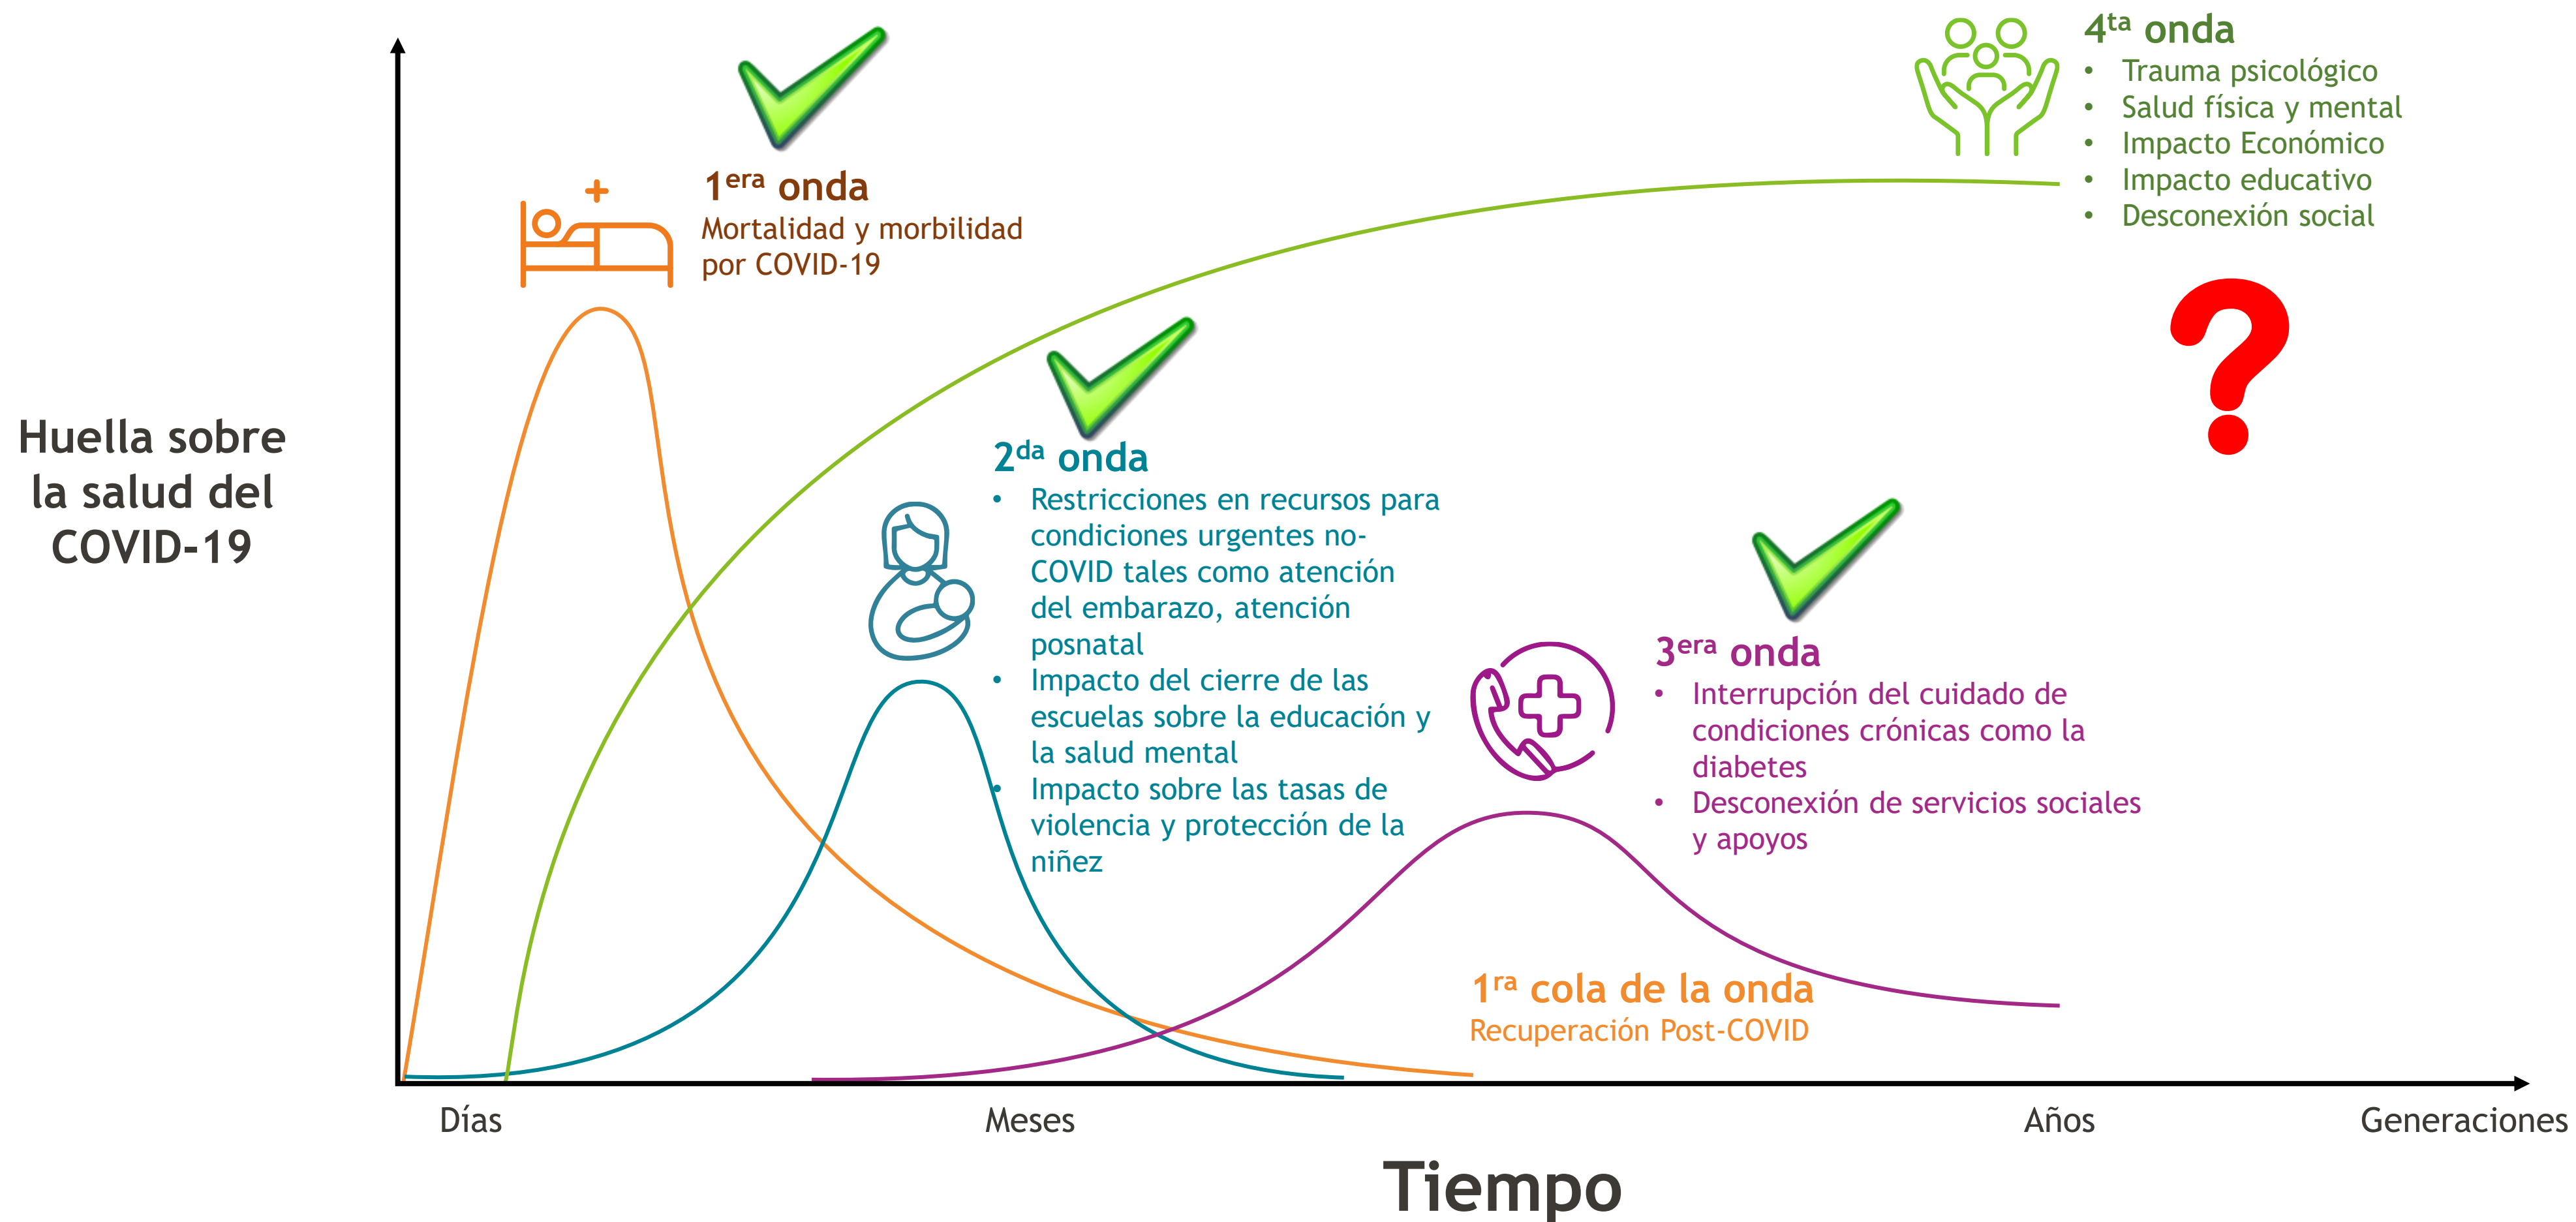 4ta onda
• Trauma psicológico
• Salud física y mental
• Impacto Económico
• Impacto educativo
• Desconexión social
1era onda
Mortalidad y morbilidad
por COVID-19
Huella sobre
la salud del
COVID-19
2da onda
• Restricciones en recursos para
condiciones urgentes no-
COVID tales como atención
del embarazo, atención
posnatal
• Impacto del cierre de las
escuelas sobre la educación y
la salud mental
• Impacto sobre las tasas de
violencia y protección de la
niñez
3era onda
• Interrupción del cuidado de
condiciones crónicas como la
diabetes
• Desconexión de servicios sociales
y apoyos
1ra cola de la onda
Recuperación Post-COVID
?
Días
Meses
Años
Generaciones
Tiempo